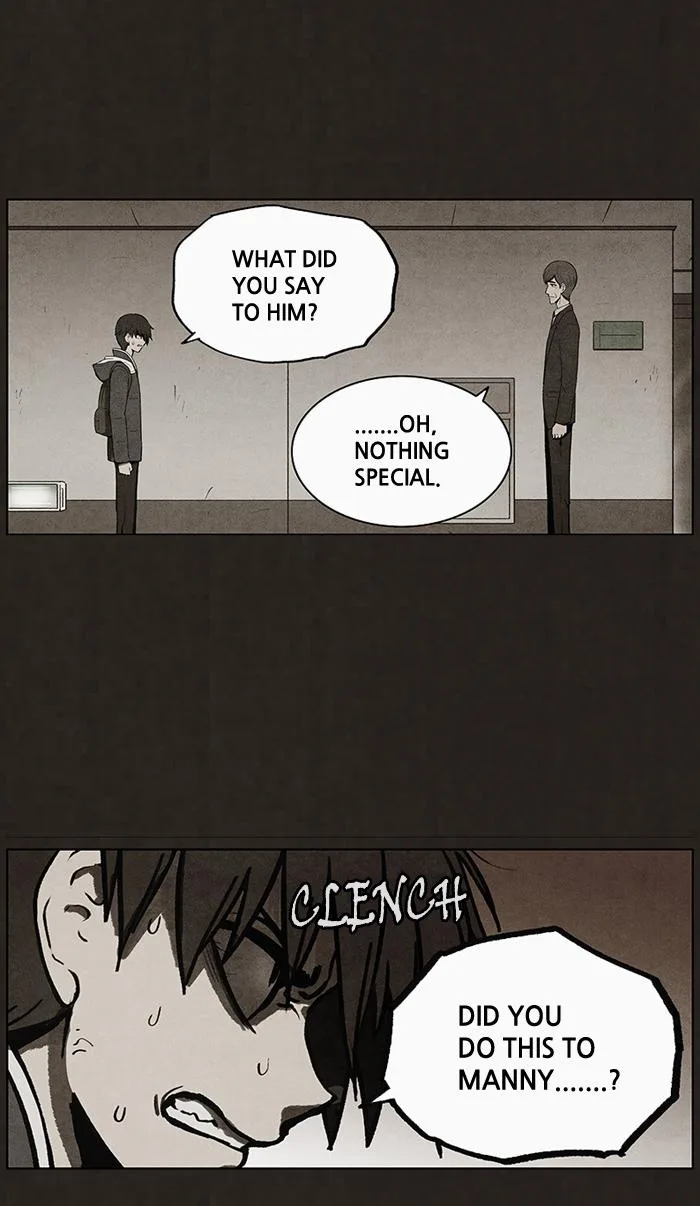 WHAT DID
YOU SAY
TO HIM?
.......OH,
NOTHING
SPECIAL.
CLENCH
DID YOU
DO THIS TO
MANNY.......?